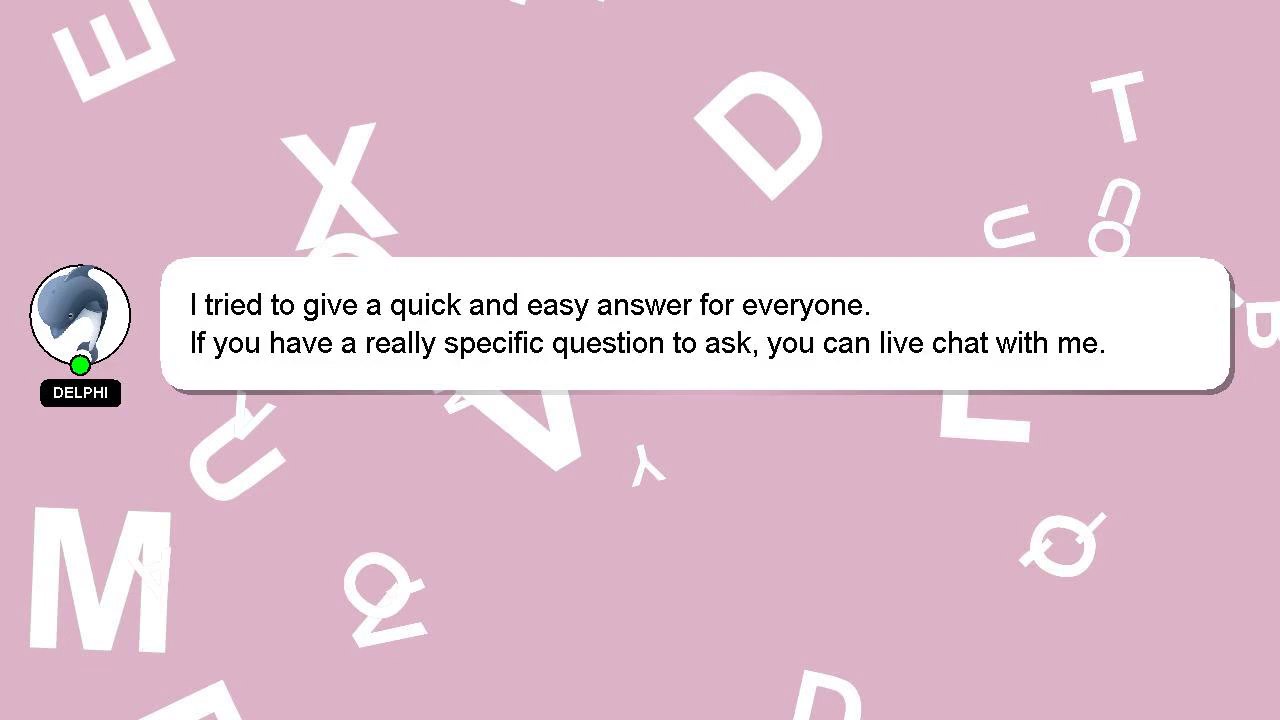 I tried to give a quick and easy answer for everyone.
If you have a really specific question to ask, you can live chat with me.
DELPHI
E
X
D
T
U
U
O
B
U
Y
V
Y
L
M
Q
Q
D